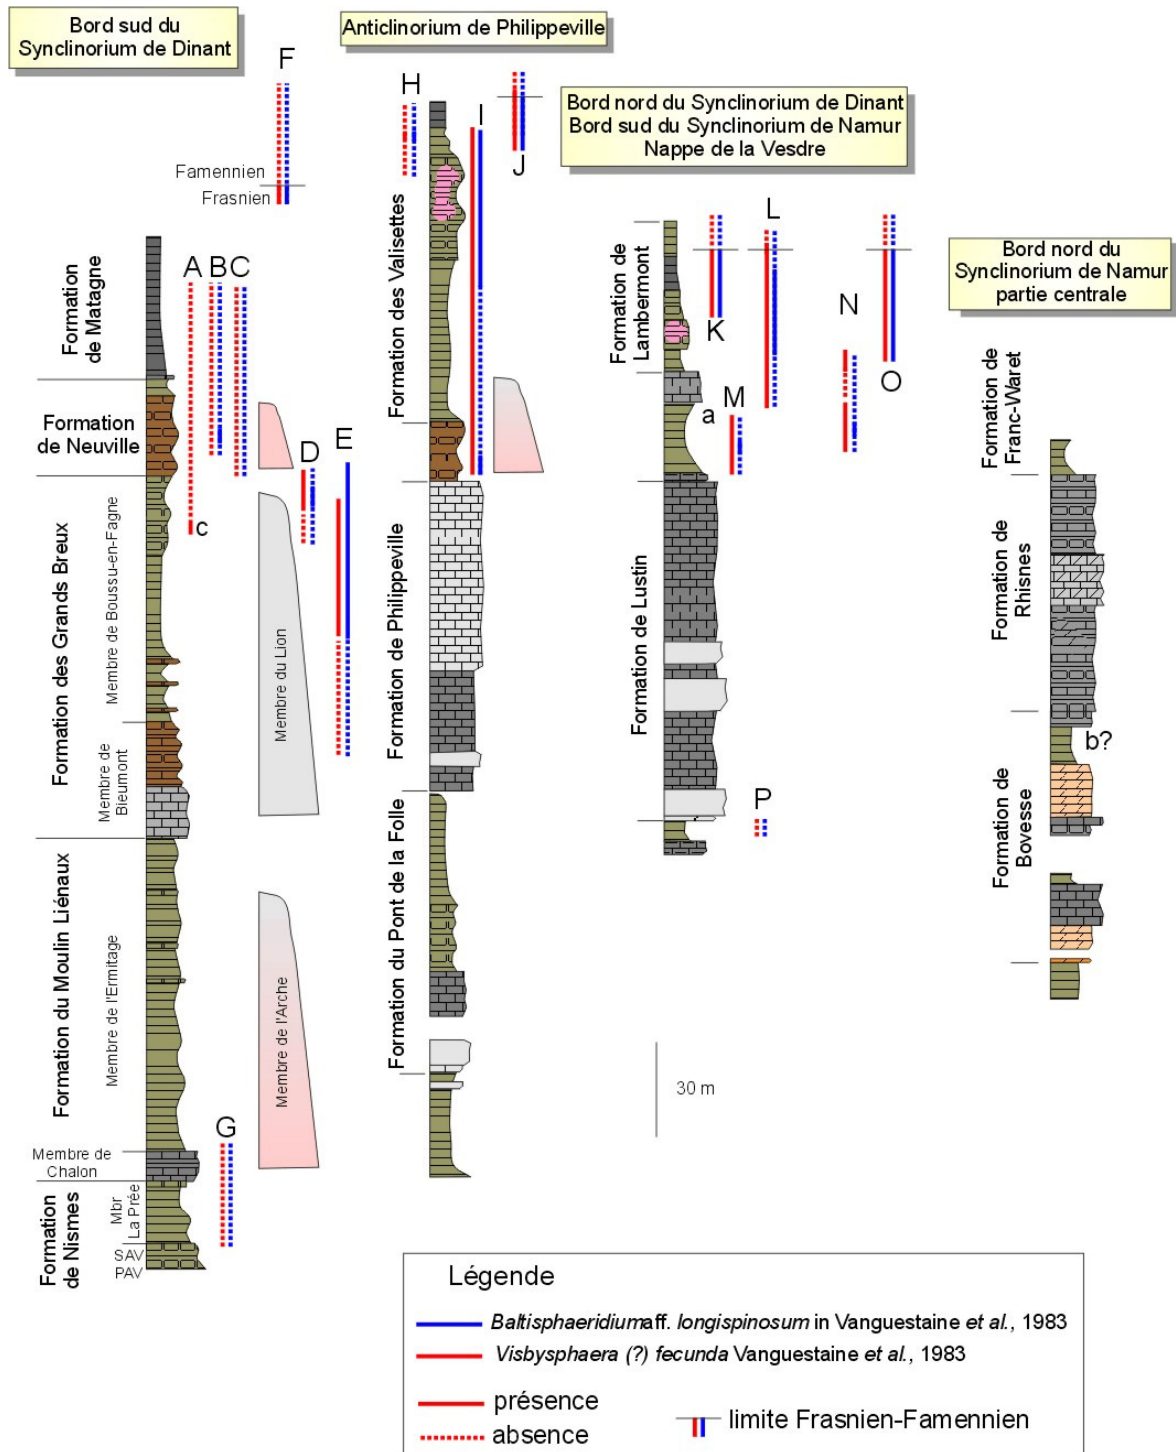 Bord sud du
Synclinorium de Dinant
F
Famennien
Frasnien
A
B
C
c
D
E
G
Formation
de Matagne
Formation
de Neuville
Formation des Grands Breux
Membre de Boussu-en-Fagne
Membre de
Bieumont
Membre du Lion
Formation du Moulin Liénaux
Membre de l'Ermitage
Membre de l'Arche
Membre de
Chalon
Formation
de Nismes
Mbr
La Prée
SAV
PAV
Anticlinorium de Philippeville
H
I
J
Formation des Valisettes
Formation de Philippeville
Formation du Pont de la Folle
Bord nord du Synclinorium de Dinant
Bord sud du Synclinorium de Namur
Nappe de la Vesdre
K
L
M
N
O
P
a
Formation de
Lambermont
Formation de Lustin
30 m
Bord nord du
Synclinorium de Namur
partie centrale
Formation de
Franc-Waret
Formation de
Rhisnes
b?
Formation de
Bovesse
Légende
Baltisphaeridiumaff. longispinosum in Vanguestaine et al., 1983
Visbysphaera (?) fecunda Vanguestaine et al., 1983
présence
absence
limite Frasnien-Famennien